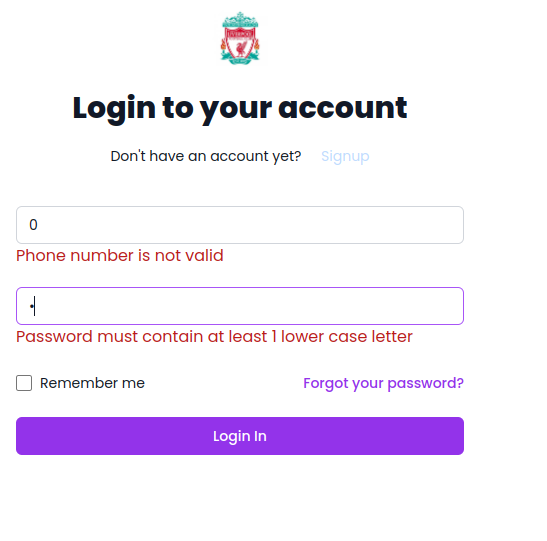 Login to your account
Don't have an account yet? Signup
0
Phone number is not valid
•
Password must contain at least 1 lower case letter
Remember me Forgot your password?
Login In